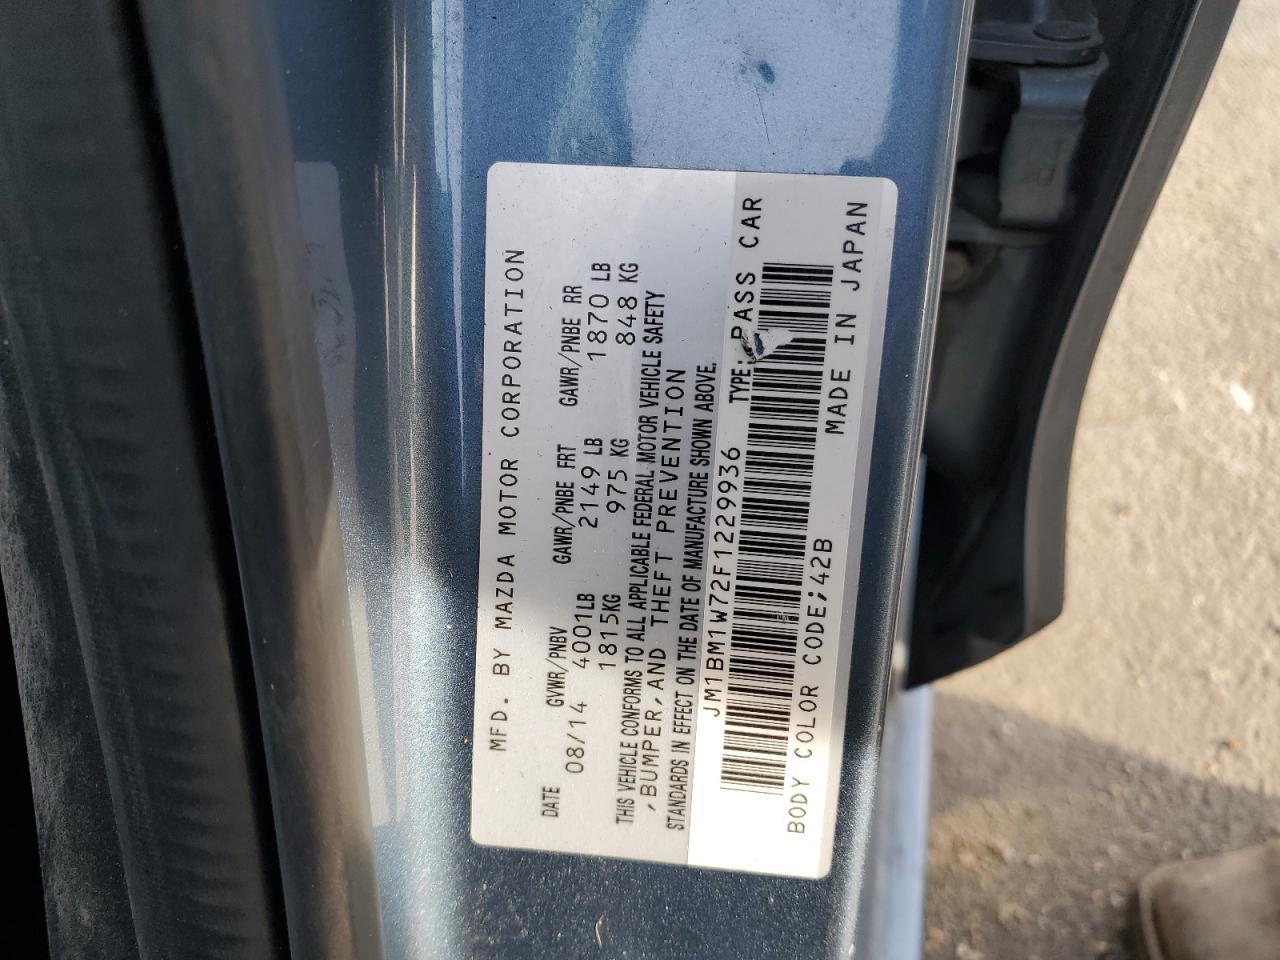 MFD. BY MAZDA MOTOR CORPORATION
DATE GVWR/PNBV GAWR/PNBE FRT GAWR/PNBE RR
08/14 4001LB 2149 LB 1870 LB
1815KG 975 KG 848 KG
THIS VEHICLE CONFORMS TO ALL APPLICABLE FEDERAL MOTOR VEHICLE SAFETY
,BUMPER,AND THEFT PREVENTION
STANDARDS IN EFFECT ON THE DATE OF MANUFACTURE SHOWN ABOVE.
JM1BM1W72F1229936 TYPE: PASS CAR
BODY COLOR CODE;42B MADE IN JAPAN